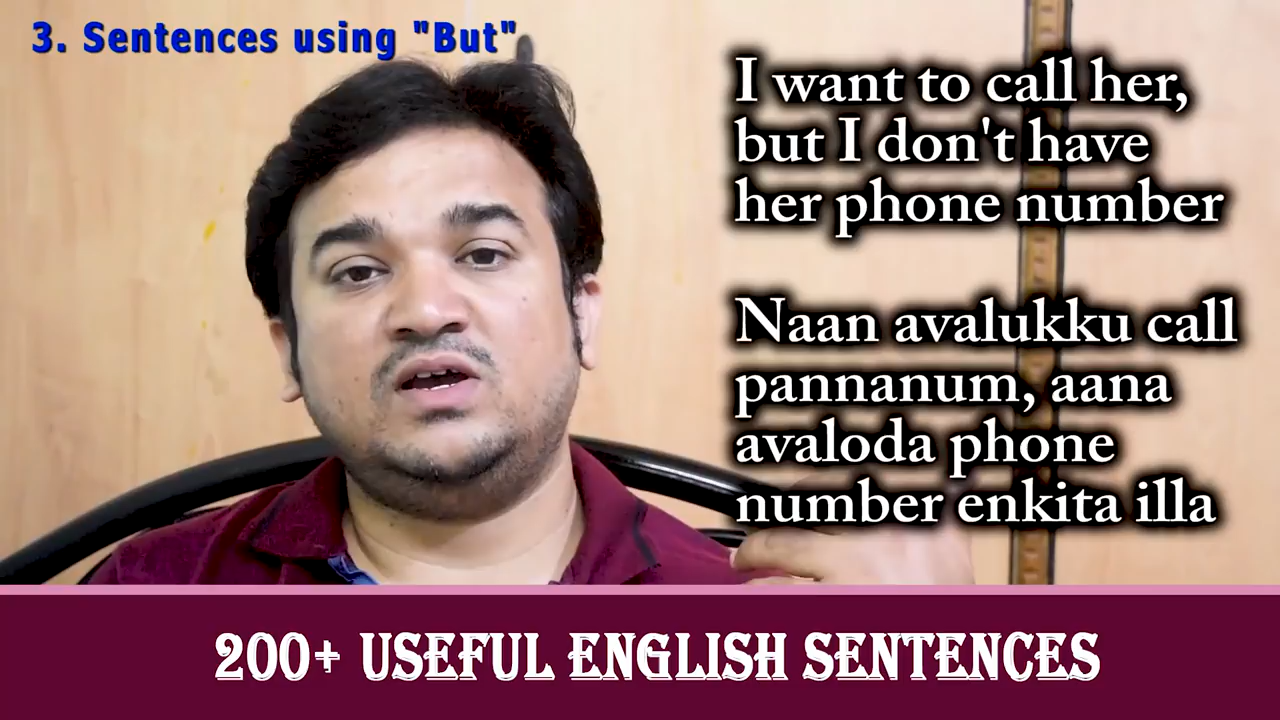 3. Sentences using "But"
I want to call her,
but I don't have
her phone number
Naan avalukku call
pannanum, aana
avaloda phone
number enkita illa
200+ USEFUL ENGLISH SENTENCES